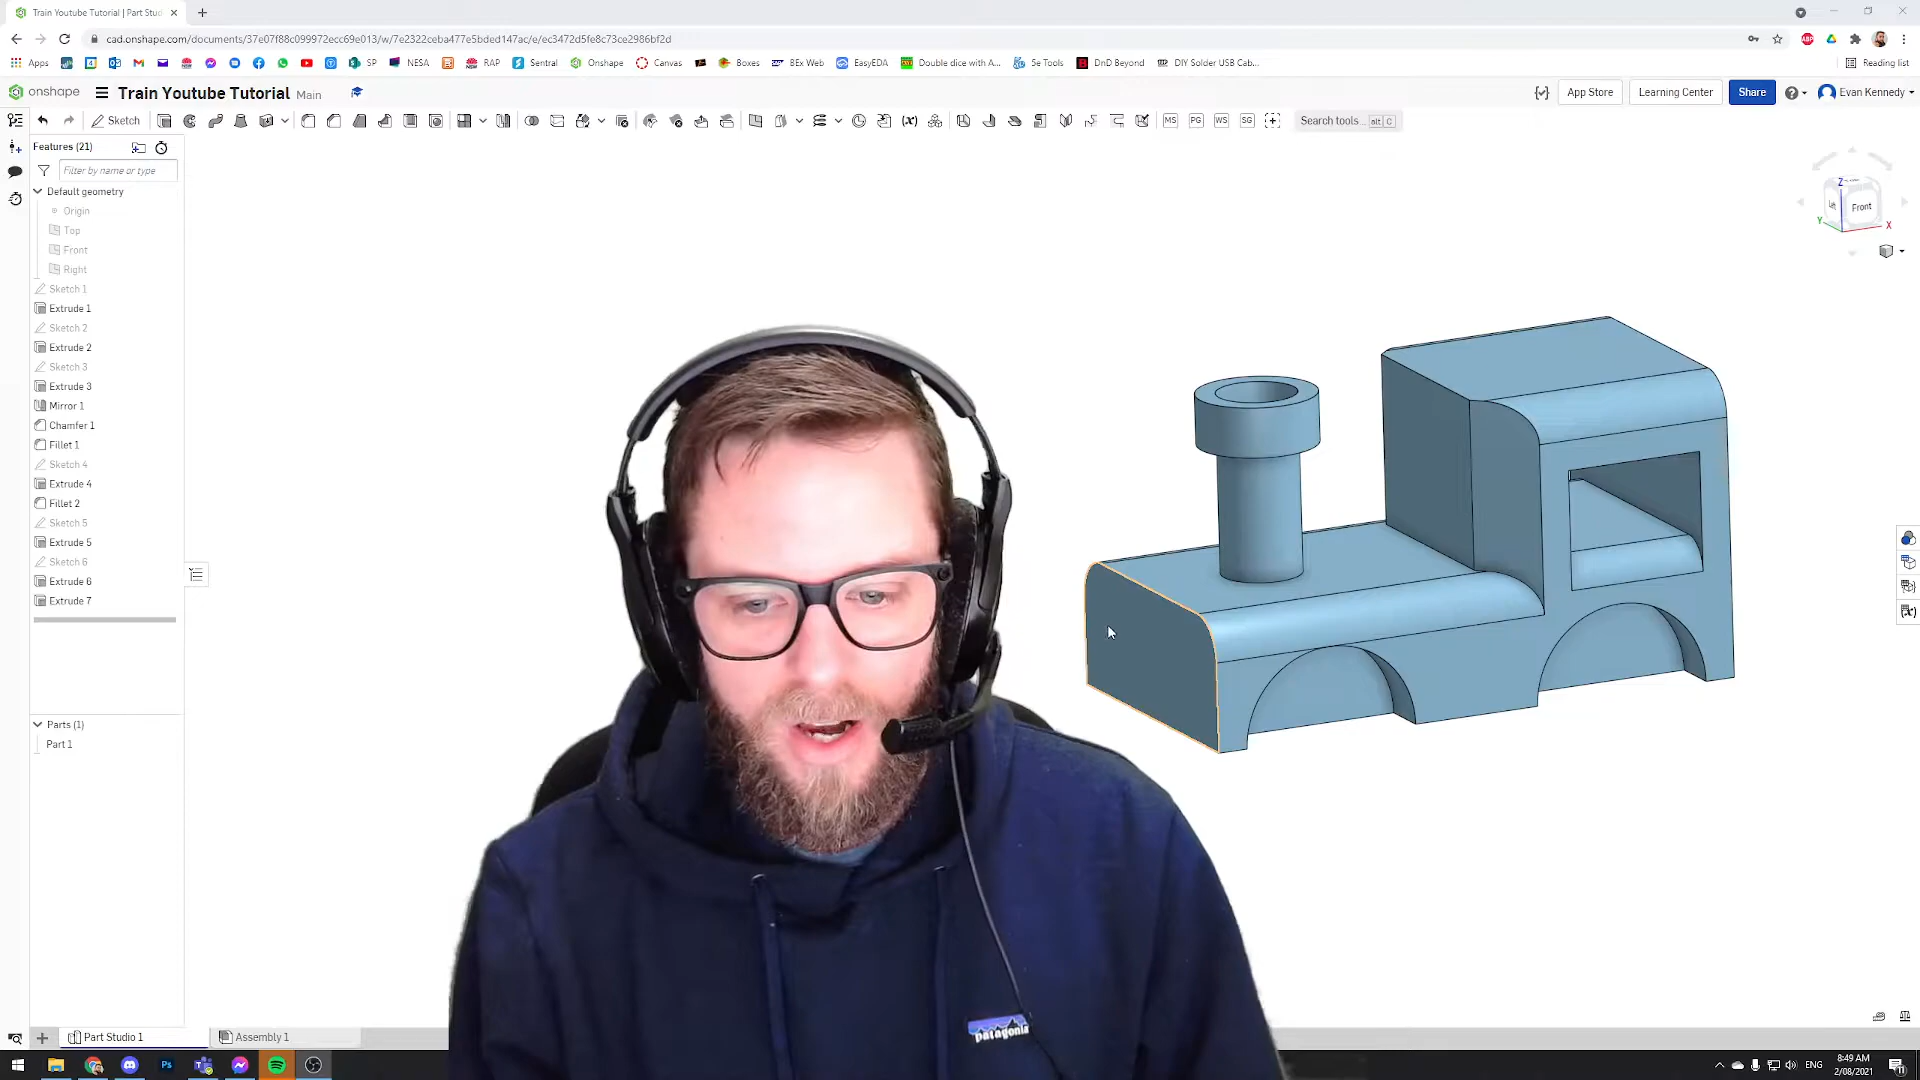 Train Youtube Tutorial | Part Stud
cad.onshape.com/documents/37e07f88c099972ecc69e013/w/7e2322ceba477e5bded147ac/e/ec3472d5fe8c73ce2986bf2d
Apps SP NESA RAP Sentral Onshape Canvas Boxes BEx Web EasyEDA Double dice with A... 5e Tools DnD Beyond DIY Solder USB Cab... Reading list
onshape Train Youtube Tutorial Main App Store Learning Center Share Evan Kennedy
Sketch MS PG WS SG Search tools... alt C
Features (21)
Filter by name or type
Default geometry
Origin
Top
Front
Right
Sketch 1
Extrude 1
Sketch 2
Extrude 2
Sketch 3
Extrude 3
Mirror 1
Chamfer 1
Fillet 1
Sketch 4
Extrude 4
Fillet 2
Sketch 5
Extrude 5
Sketch 6
Extrude 6
Extrude 7
Parts (1)
Part 1
Z
Front
Y
X
patagonia
Part Studio 1 Assembly 1
ENG
8:49 AM
2/08/2021